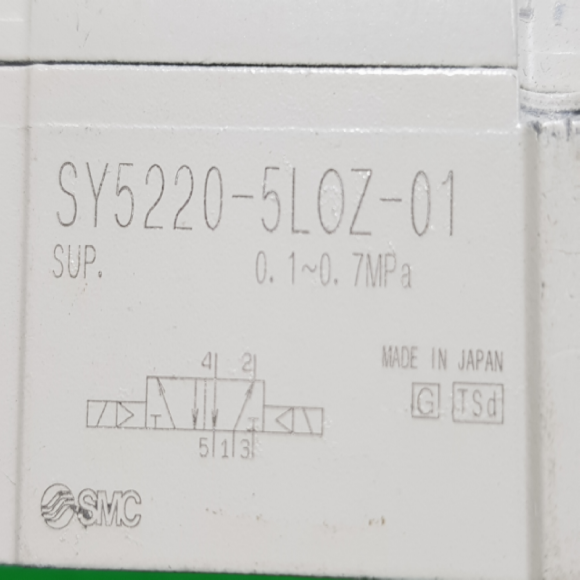 SY5220-5LOZ-01
SUP. 0.1~0.7MPa
4 2
MADE IN JAPAN
G TSd
5 1 3
SMC